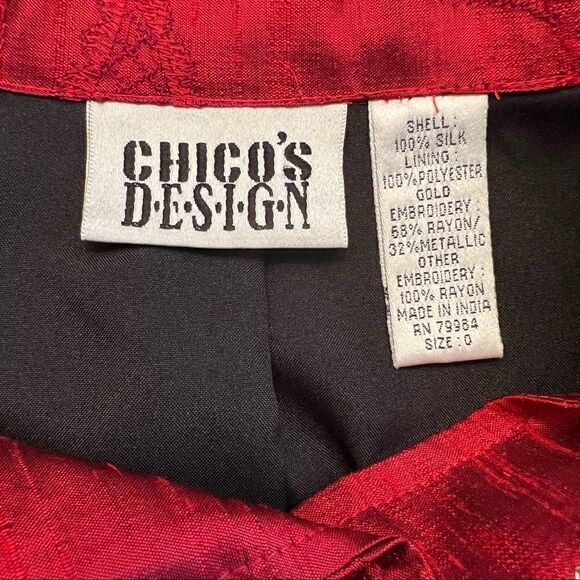 CHICO'S
D·E·S·I·G·N
SHELL :
100% SILK
LINING :
100%POLYESTER
GOLD
EMBROIDERY :
58% RAYON/
32%METALLIC
OTHER
EMBROIDERY :
100% RAYON
MADE IN INDIA
RN 79984
SIZE : 0